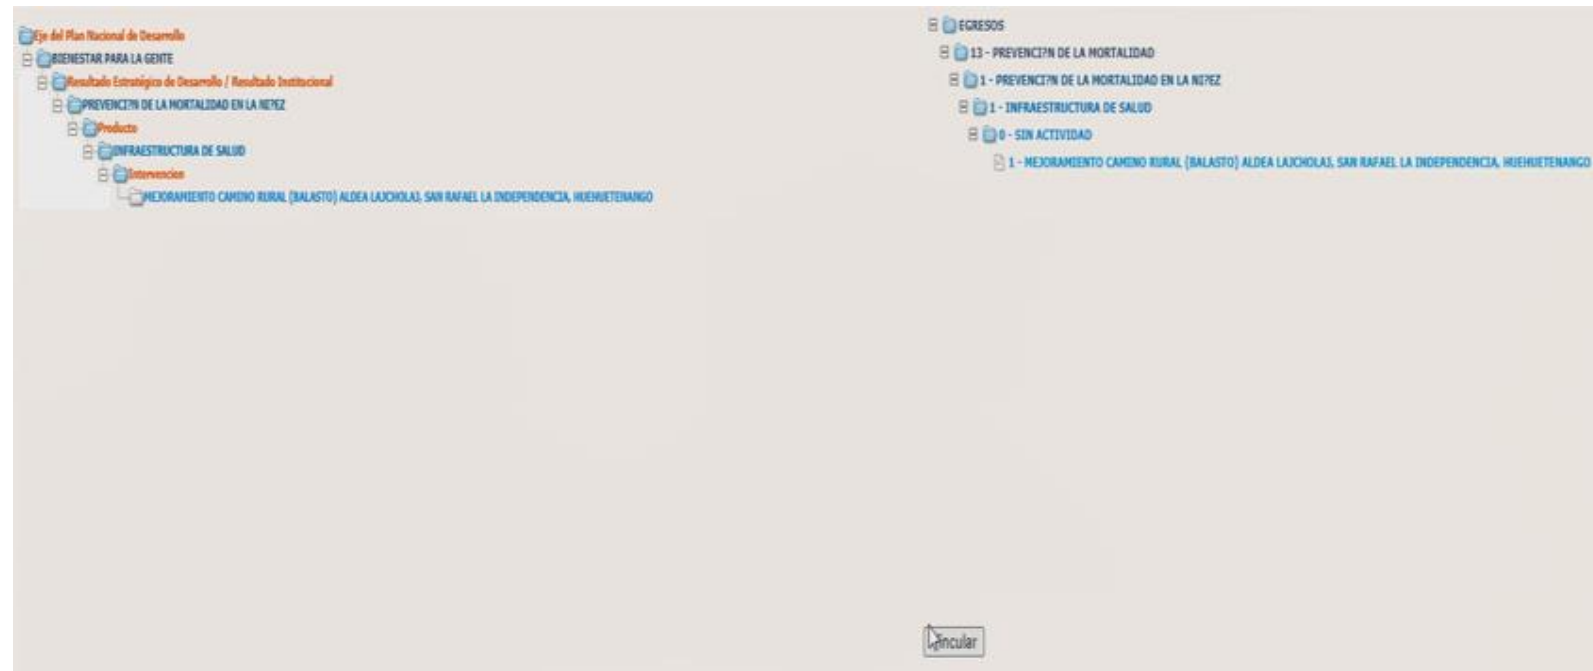 Eje del Plan Nacional de Desarrollo
BIENESTAR PARA LA GENTE
Resultado Estratégico de Desarrollo / Resultado Institucional
PREVENCI?N DE LA MORTALIDAD EN LA NI?EZ
Producto
INFRAESTRUCTURA DE SALUD
Intervencion
MEJORAMIENTO CAMINO RURAL (BALASTO) ALDEA LAJCHOLAJ, SAN RAFAEL LA INDEPENDENCIA, HUEHUETENANGO
EGRESOS
13 - PREVENCI?N DE LA MORTALIDAD
1 - PREVENCI?N DE LA MORTALIDAD EN LA NI?EZ
1 - INFRAESTRUCTURA DE SALUD
0 - SIN ACTIVIDAD
1 - MEJORAMIENTO CAMINO RURAL (BALASTO) ALDEA LAJCHOLAJ, SAN RAFAEL LA INDEPENDENCIA, HUEHUETENANGO
Vincular